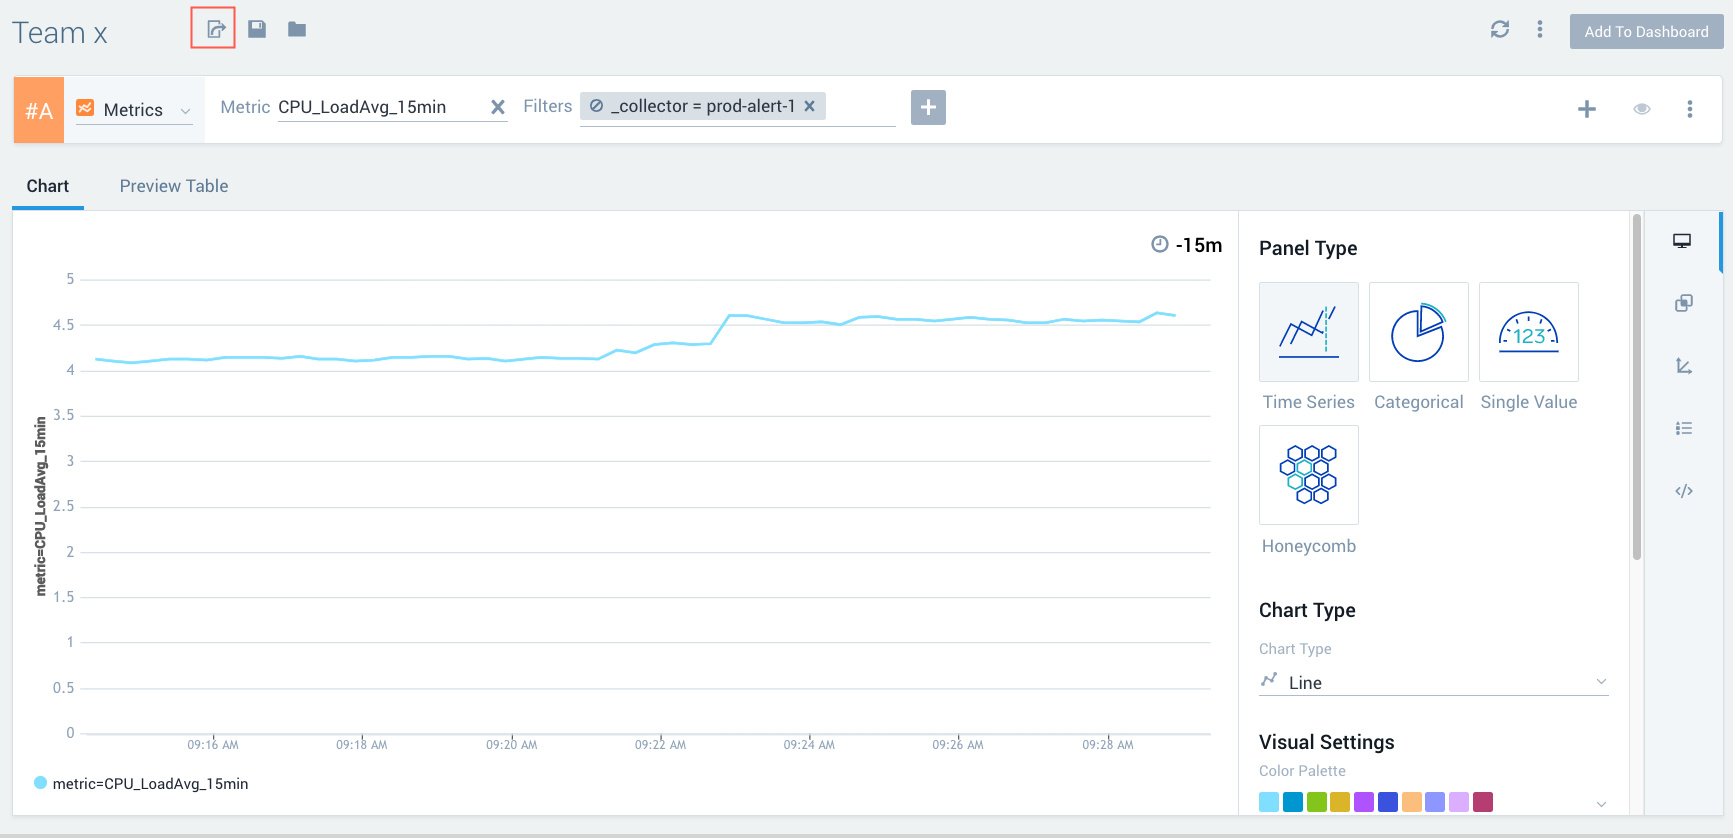 Team x
Add To Dashboard
#A Metrics Metric CPU_LoadAvg_15min Filters _collector = prod-alert-1
Chart Preview Table
-15m
5
4.5
4
3.5
3
2.5
2
1.5
1
0.5
0
metric=CPU_LoadAvg_15min
09:16 AM 09:18 AM 09:20 AM 09:22 AM 09:24 AM 09:26 AM 09:28 AM
metric=CPU_LoadAvg_15min
Panel Type
123
Time Series Categorical Single Value
Honeycomb
Chart Type
Chart Type
Line
Visual Settings
Color Palette